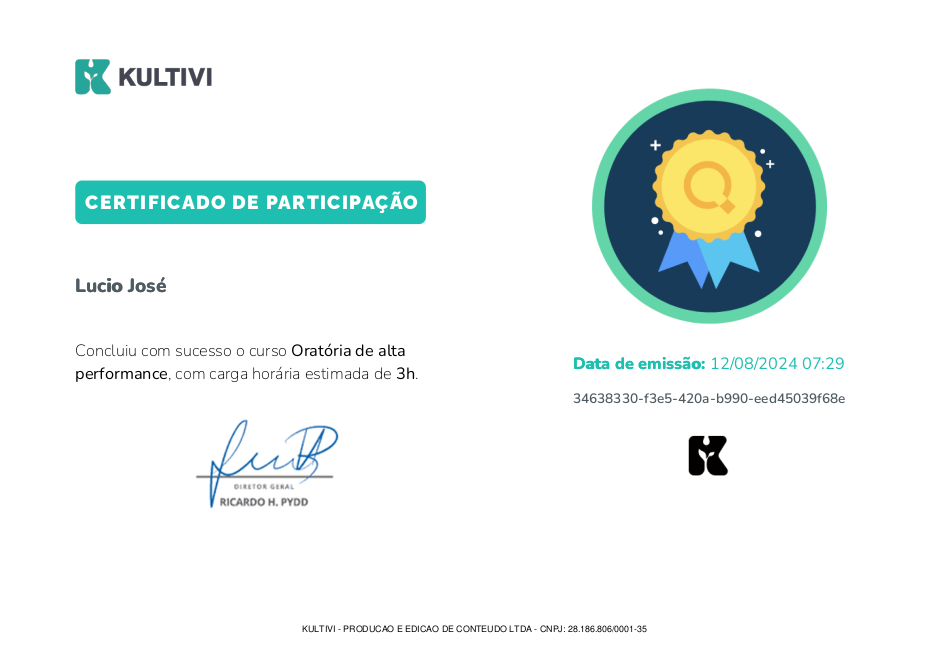 KULTIVI
CERTIFICADO DE PARTICIPAÇÃO
Lucio José
Concluiu com sucesso o curso Oratória de alta
performance, com carga horária estimada de 3h.
DIRETOR GERAL
RICARDO H. PYDD
Data de emissão: 12/08/2024 07:29
34638330-f3e5-420a-b990-eed45039f68e
KULTIVI - PRODUCAO E EDICAO DE CONTEUDO LTDA - CNPJ: 28.186.806/0001-35